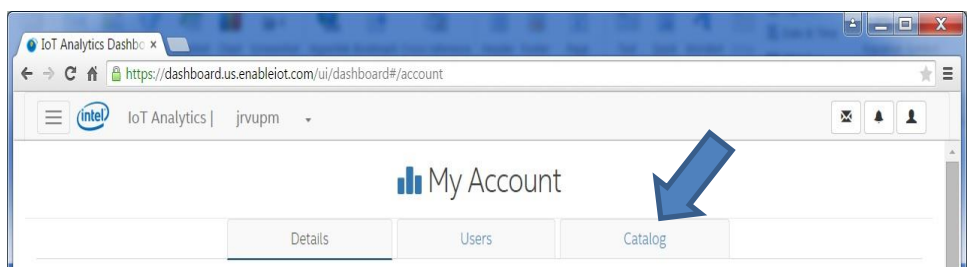 IoT Analytics Dashbo ×
https://dashboard.us.enableiot.com/ui/dashboard#/account
intel IoT Analytics | jrvupm
My Account
Details Users Catalog